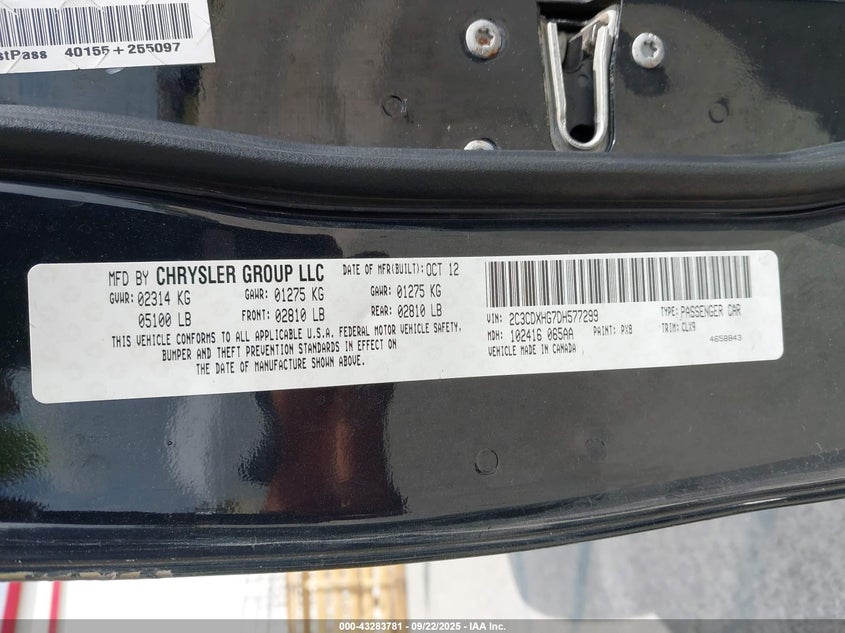 stPass 40155+255097
MFD BY CHRYSLER GROUP LLC DATE OF MFR(BUILT): OCT 12
GVWR: 02314 KG GAWR: 01275 KG GAWR: 01275 KG
05100 LB FRONT: 02810 LB REAR: 02810 LB
THIS VEHICLE CONFORMS TO ALL APPLICABLE U.S.A. FEDERAL MOTOR VEHICLE SAFETY,
BUMPER AND THEFT PREVENTION STANDARDS IN EFFECT ON
THE DATE OF MANUFACTURE SHOWN ABOVE.
VIN: 2C3CDXHG7DH577299 TYPE: PASSENGER CAR
MDH: 102416 065AA PAINT: PX8 TRIM: CLX9
VEHICLE MADE IN CANADA 4658843
000-43283781 - 09/22/2025 - IAA Inc.